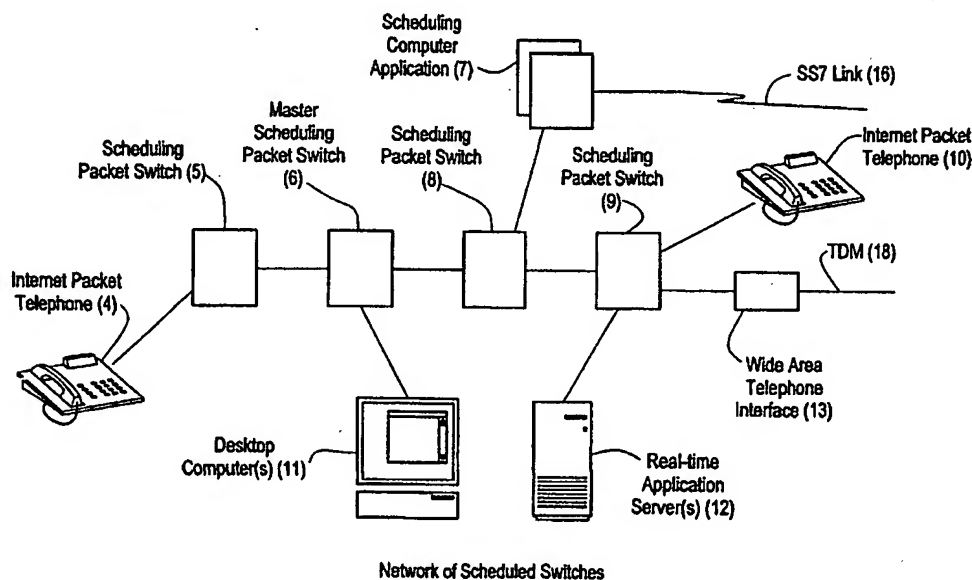 Scheduling
Computer
Application (7)
SS7 Link (16)
Master
Scheduling
Packet Switch
(6)
Scheduling
Packet Switch (5)
Scheduling
Packet Switch
(8)
Scheduling
Packet Switch
(9)
Internet Packet
Telephone (10)
TDM (18)
Internet Packet
Telephone (4)
Wide Area
Telephone
Interface (13)
Desktop
Computer(s) (11)
Real-time
Application
Server(s) (12)
Network of Scheduled Switches